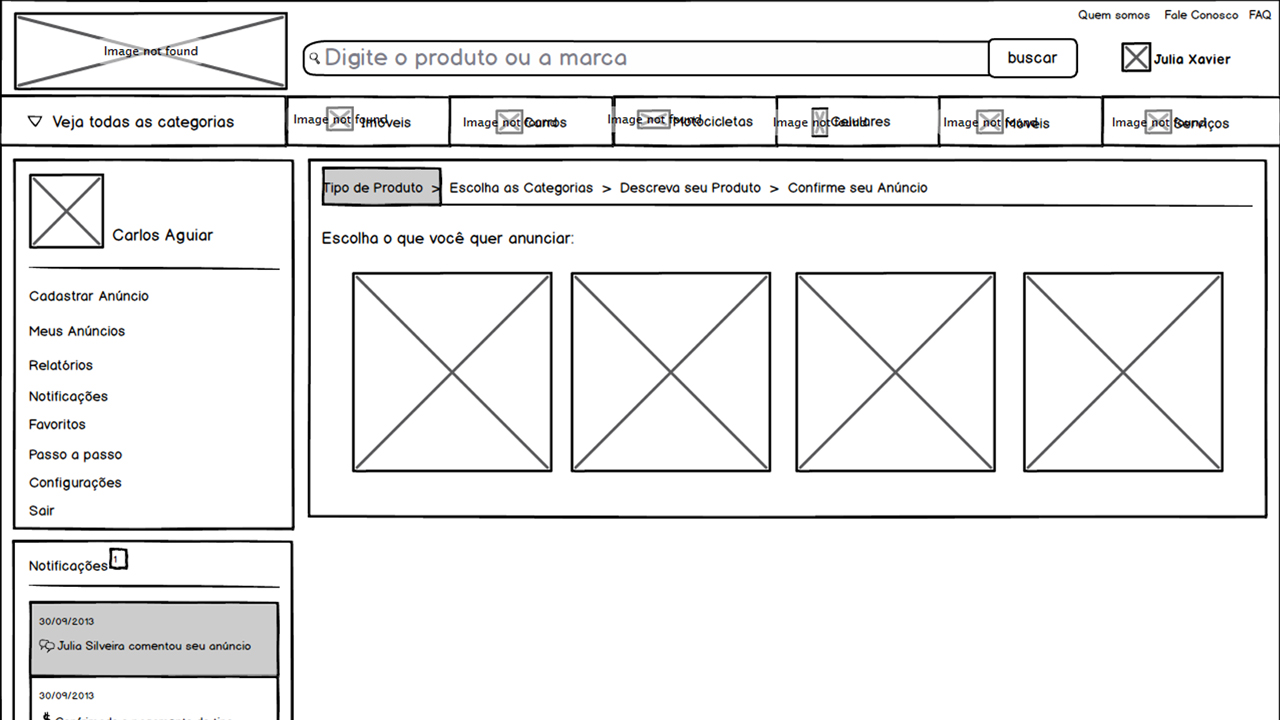 Quem somos Fale Conosco FAQ
Image not found
Digite o produto ou a marca
buscar
Julia Xavier
Veja todas as categorias
Image not found Imóveis
Image not found Carros
Image not found Motocicletas
Image not found Celulares
Image not found Móveis
Image not found Serviços
Tipo de Produto > Escolha as Categorias > Descreva seu Produto > Confirme seu Anúncio
Escolha o que você quer anunciar:
Carlos Aguiar
Cadastrar Anúncio
Meus Anúncios
Relatórios
Notificações
Favoritos
Passo a passo
Configurações
Sair
Notificações 1
30/09/2013
Julia Silveira comentou seu anúncio
30/09/2013